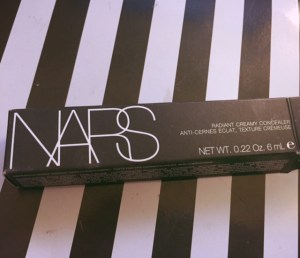 NARS
RADIANT CREAMY CONCEALER
ANTI-CERNES ÉCLAT, TEXTURE CRÉMEUSE
NET WT. 0.22 Oz. 6 mL ℮